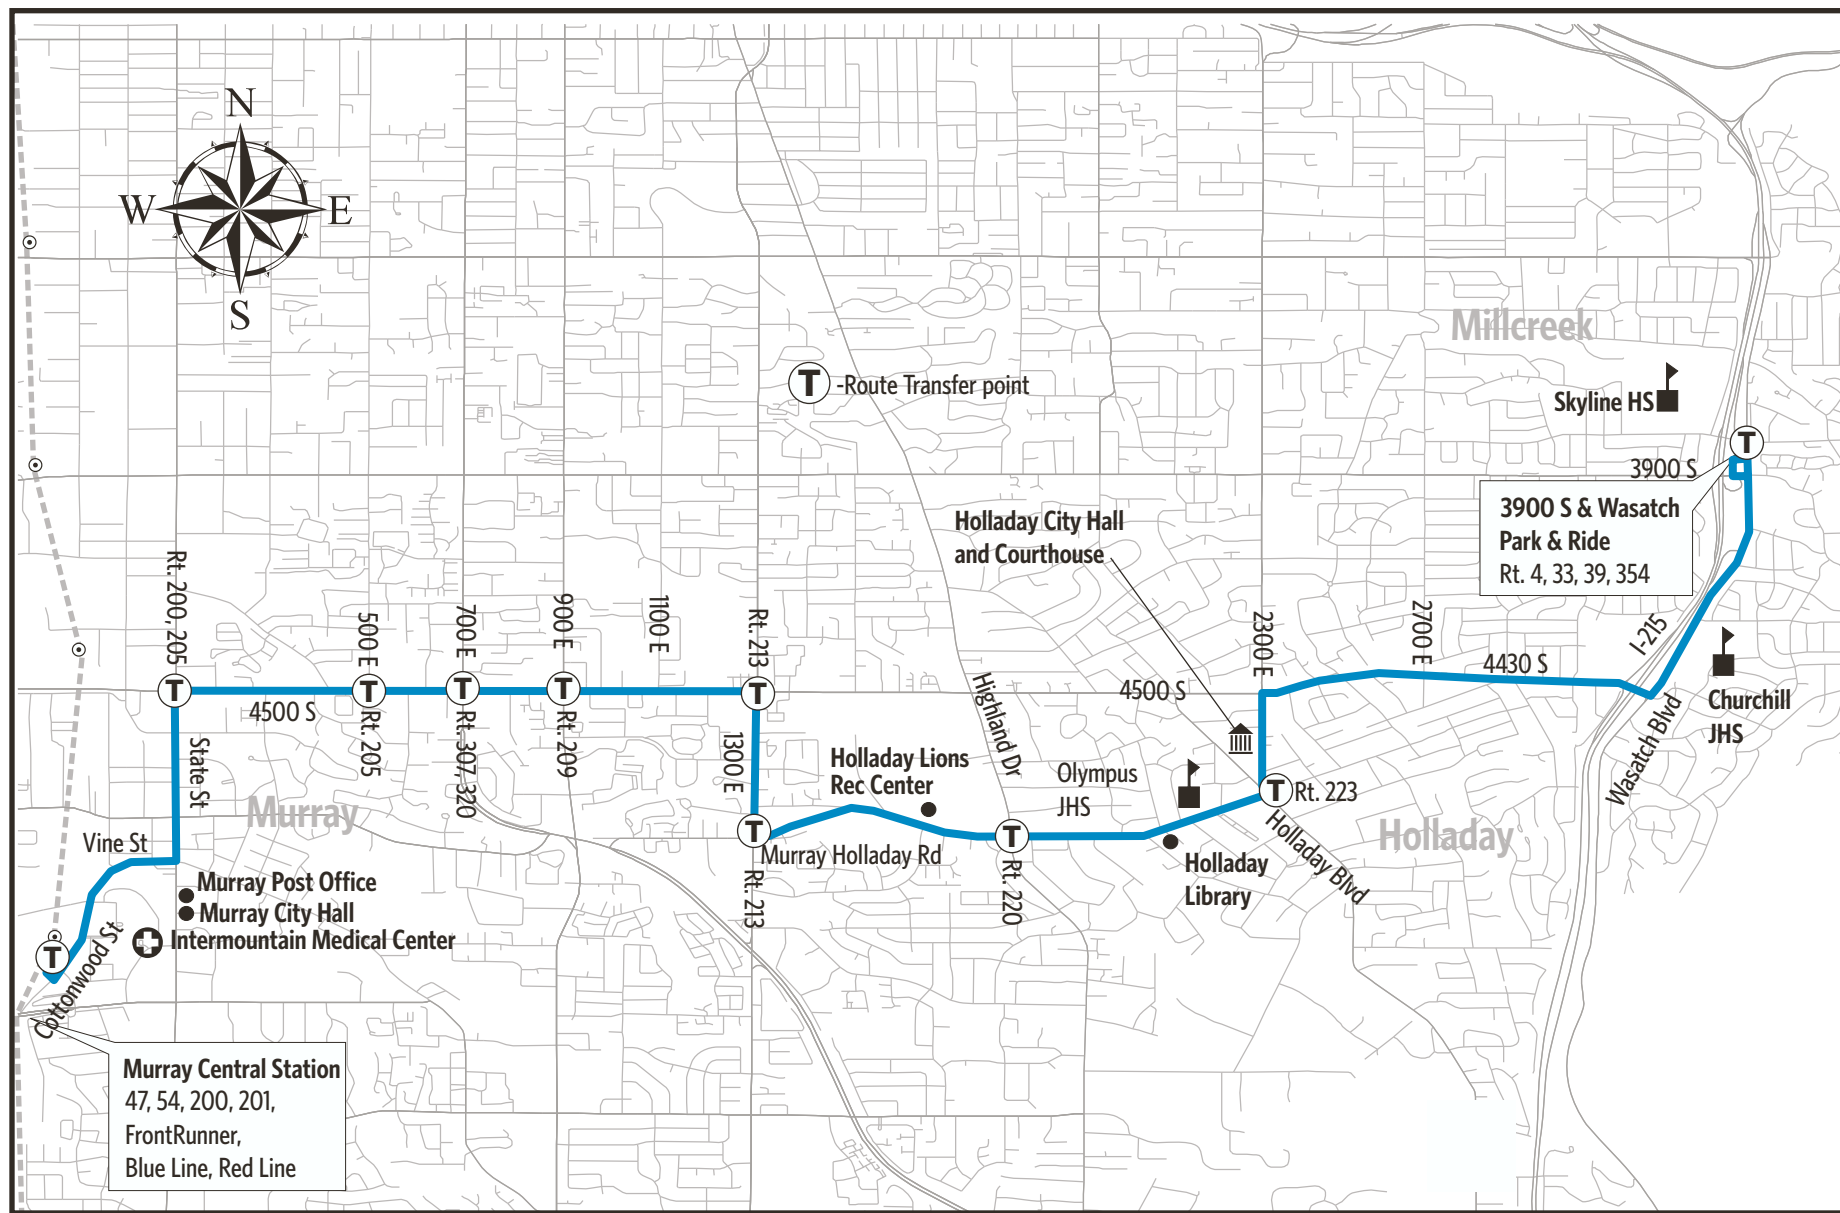 N
W
E
S
Millcreek
T
-Route Transfer point
Skyline HS
T
3900 S
3900 S & Wasatch
Park & Ride
Rt. 4, 33, 39, 354
Holladay City Hall
and Courthouse
Rt. 200, 205
500 E
700 E
900 E
1100 E
Rt. 213
2300 E
2700 E
I-215
4430 S
T
T
T
T
T
4500 S
4500 S
Highland Dr
Churchill
JHS
Wasatch Blvd
State St
Rt. 205
Rt. 307, 320
Rt. 209
1300 E
Holladay Lions
Rec Center
Olympus
JHS
T
Rt. 223
Murray
Holladay
Vine St
T
Murray Holladay Rd
T
Holladay Blvd
Holladay
Library
Rt. 213
Rt. 220
Murray Post Office
Murray City Hall
Intermountain Medical Center
T
Cottonwood St
Murray Central Station
47, 54, 200, 201,
FrontRunner,
Blue Line, Red Line